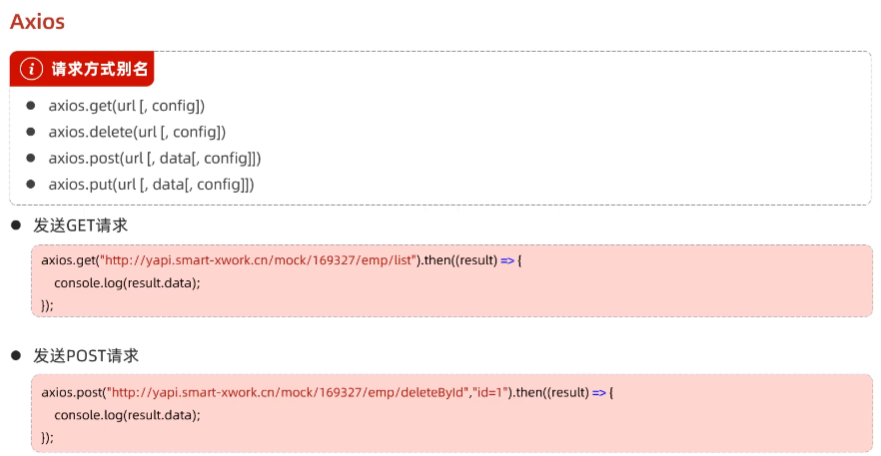 Axios
请求方式别名
axios.get(url [, config])
axios.delete(url [, config])
axios.post(url [, data[, config]])
axios.put(url [, data[, config]])
发送GET请求
axios.get("http://yapi.smart-xwork.cn/mock/169327/emp/list").then((result) => {
console.log(result.data);
});
发送POST请求
axios.post("http://yapi.smart-xwork.cn/mock/169327/emp/deleteById","id=1").then((result) => {
console.log(result.data);
});